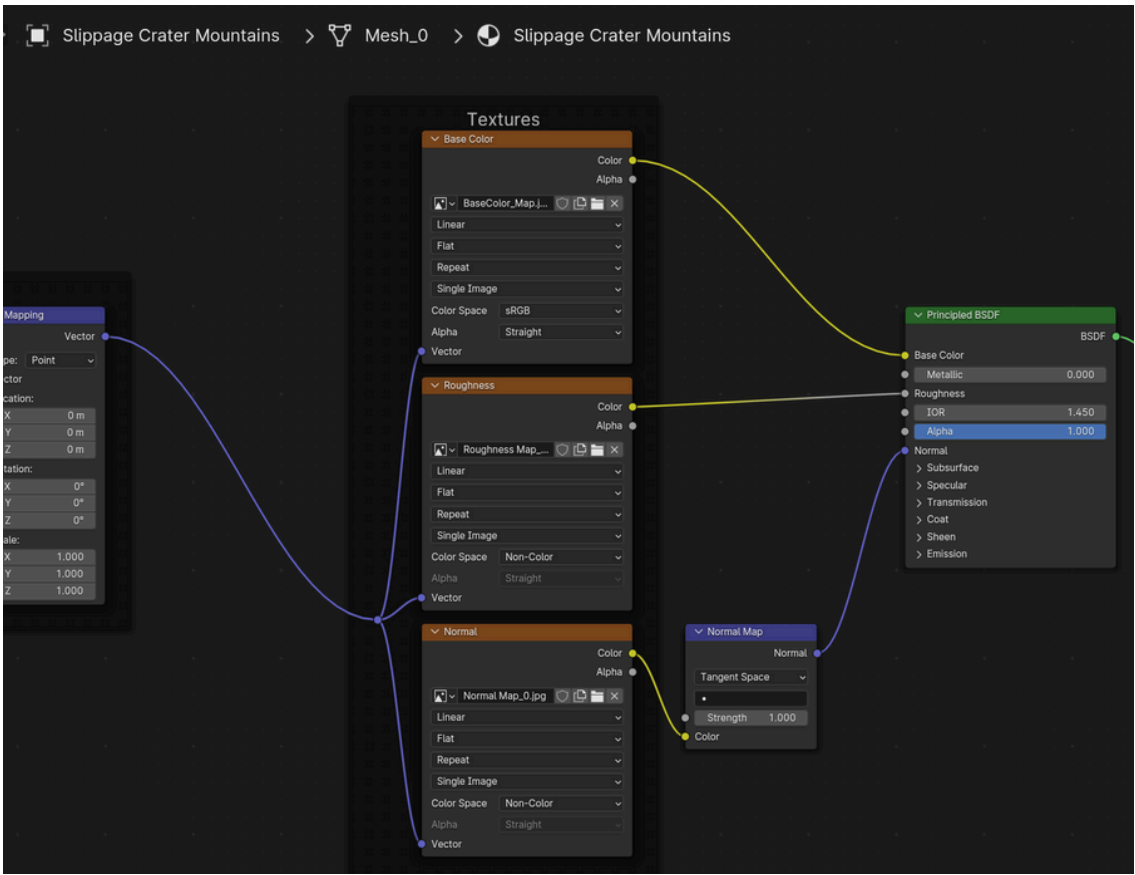 Slippage Crater Mountains > Mesh_0 > Slippage Crater Mountains
Textures
Base Color
Color
Alpha
BaseColor_Map.j...
Linear
Flat
Repeat
Single Image
Color Space sRGB
Alpha Straight
Vector
Mapping
Vector
pe: Point
ctor
cation:
X 0 m
Y 0 m
Z 0 m
tation:
X 0°
Y 0°
Z 0°
ale:
X 1.000
Y 1.000
Z 1.000
Roughness
Color
Alpha
Roughness Map_...
Linear
Flat
Repeat
Single Image
Color Space Non-Color
Alpha Straight
Vector
Normal
Color
Alpha
Normal Map_0.jpg
Linear
Flat
Repeat
Single Image
Color Space Non-Color
Alpha Straight
Vector
Normal Map
Normal
Tangent Space
Strength 1.000
Color
Principled BSDF
BSDF
Base Color
Metallic 0.000
Roughness
IOR 1.450
Alpha 1.000
Normal
> Subsurface
> Specular
> Transmission
> Coat
> Sheen
> Emission